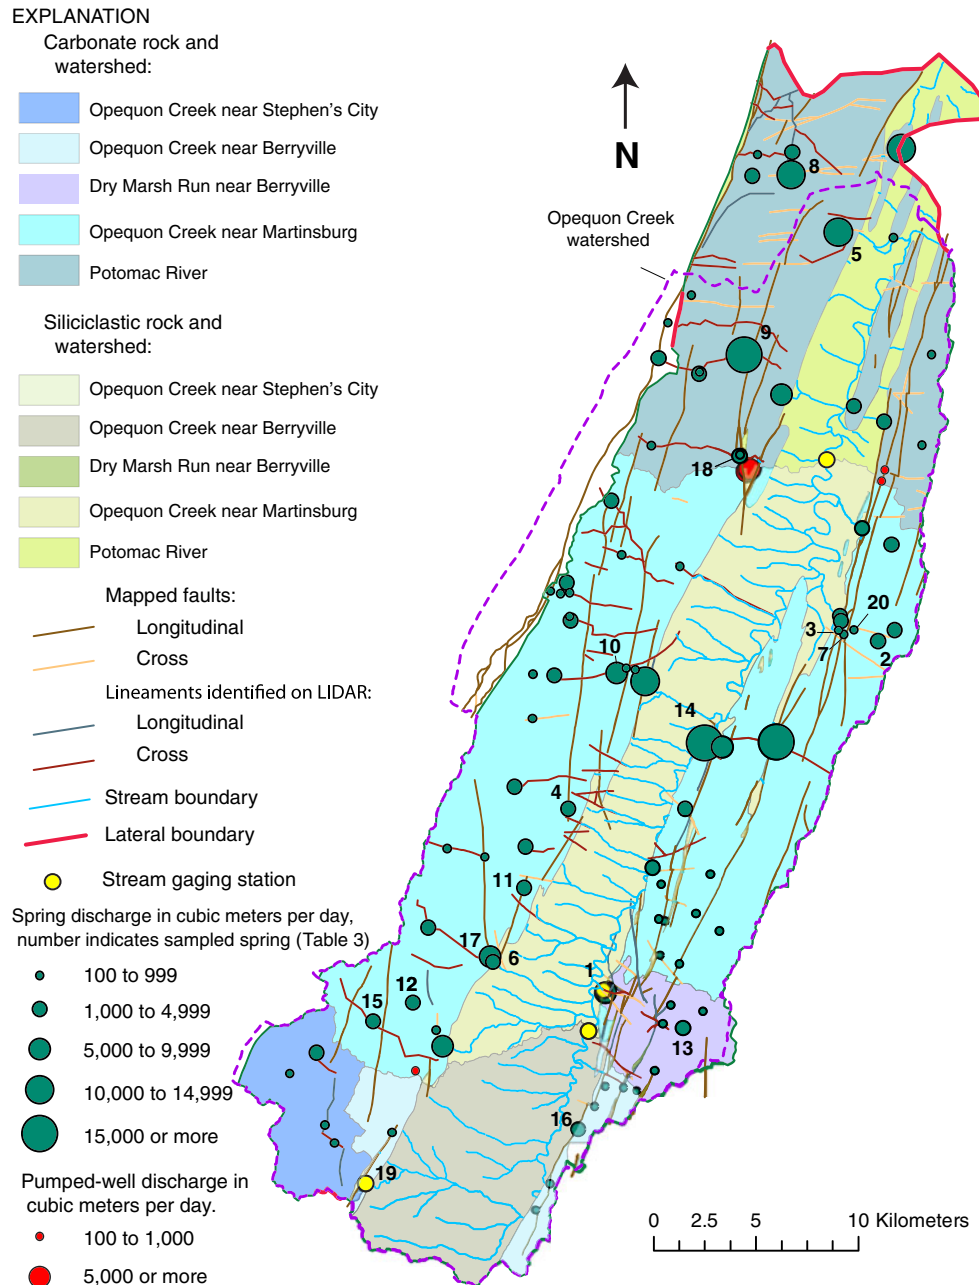 EXPLANATION
Carbonate rock and
watershed:
Opequon Creek near Stephen's City
Opequon Creek near Berryville
Dry Marsh Run near Berryville
Opequon Creek near Martinsburg
Potomac River
Siliciclastic rock and
watershed:
Opequon Creek near Stephen's City
Opequon Creek near Berryville
Dry Marsh Run near Berryville
Opequon Creek near Martinsburg
Potomac River
Mapped faults:
Longitudinal
Cross
Lineaments identified on LIDAR:
Longitudinal
Cross
Stream boundary
Lateral boundary
Stream gaging station
Spring discharge in cubic meters per day,
number indicates sampled spring (Table 3)
100 to 999
1,000 to 4,999
5,000 to 9,999
10,000 to 14,999
15,000 or more
Pumped-well discharge in
cubic meters per day.
100 to 1,000
5,000 or more
N
Opequon Creek
watershed
8
5
9
18
20
3
7
2
10
14
4
11
17
6
1
12
15
13
16
19
0 2.5 5 10 Kilometers